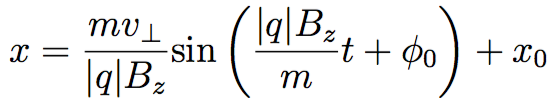 x = \frac{mv_{\perp}}{|q|B_z} \sin \left( \frac{|q|B_z}{m} t + \phi_0 \right) + x_0